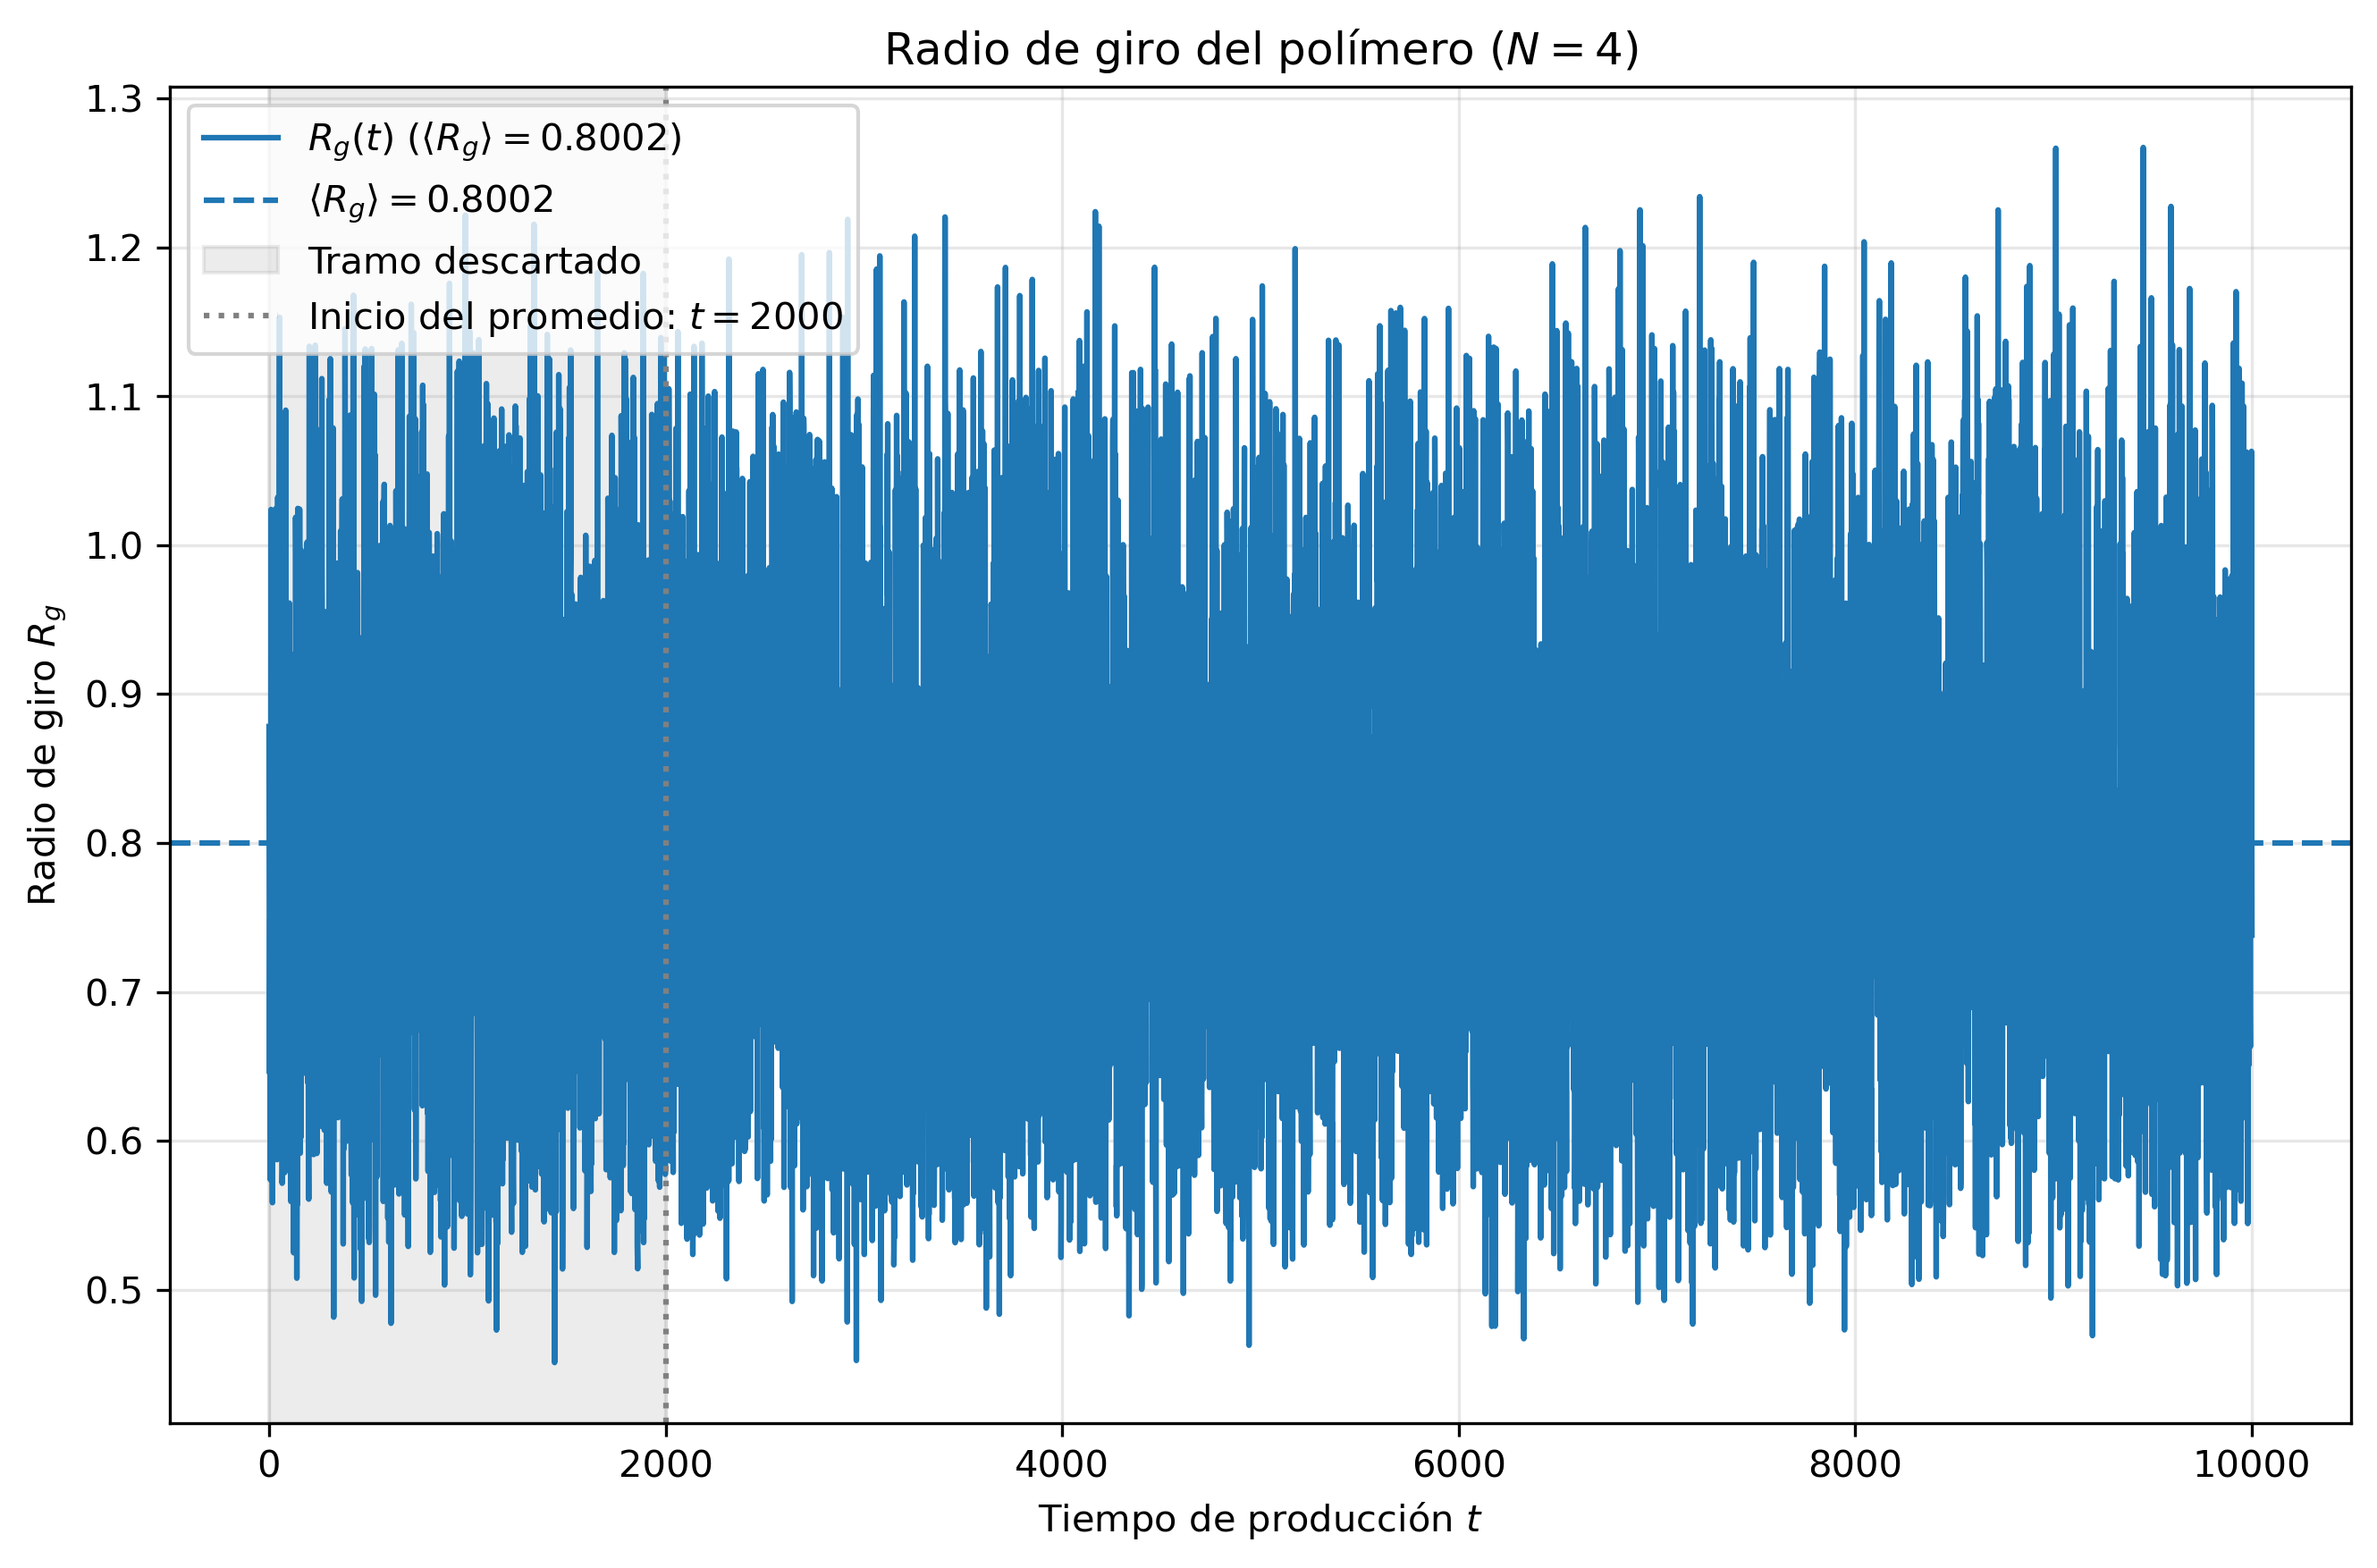 Radio de giro del polímero (N = 4)
R_g(t) (⟨R_g⟩ = 0.8002)
⟨R_g⟩ = 0.8002
Tramo descartado
Inicio del promedio: t = 2000
1.3
1.2
1.1
1.0
0.9
0.8
0.7
0.6
0.5
Radio de giro R_g
0 2000 4000 6000 8000 10000
Tiempo de producción t